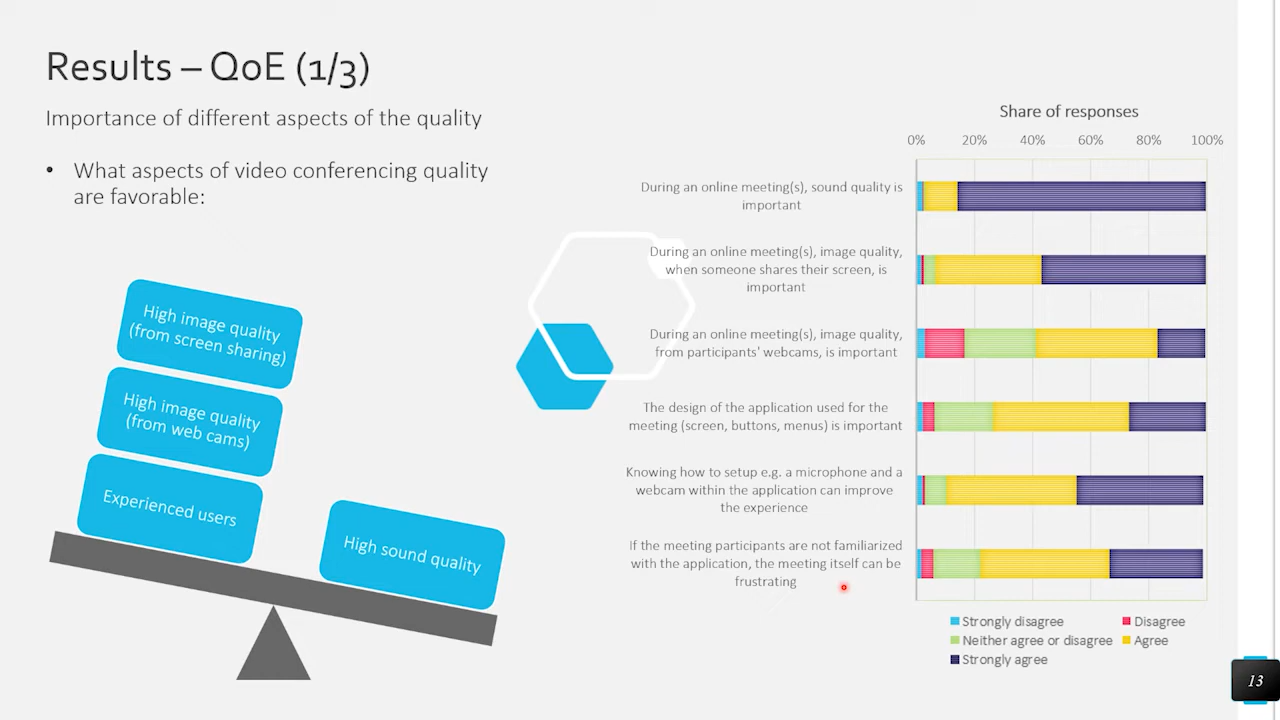 Results – QoE (1/3)
Importance of different aspects of the quality
• What aspects of video conferencing quality
are favorable:
High image quality
(from screen sharing)
High image quality
(from web cams)
Experienced users
High sound quality
Share of responses
0% 20% 40% 60% 80% 100%
During an online meeting(s), sound quality is
important
During an online meeting(s), image quality,
when someone shares their screen, is
important
During an online meeting(s), image quality,
from participants' webcams, is important
The design of the application used for the
meeting (screen, buttons, menus) is important
Knowing how to setup e.g. a microphone and a
webcam within the application can improve
the experience
If the meeting participants are not familiarized
with the application, the meeting itself can be
frustrating
Strongly disagree Disagree
Neither agree or disagree Agree
Strongly agree
13